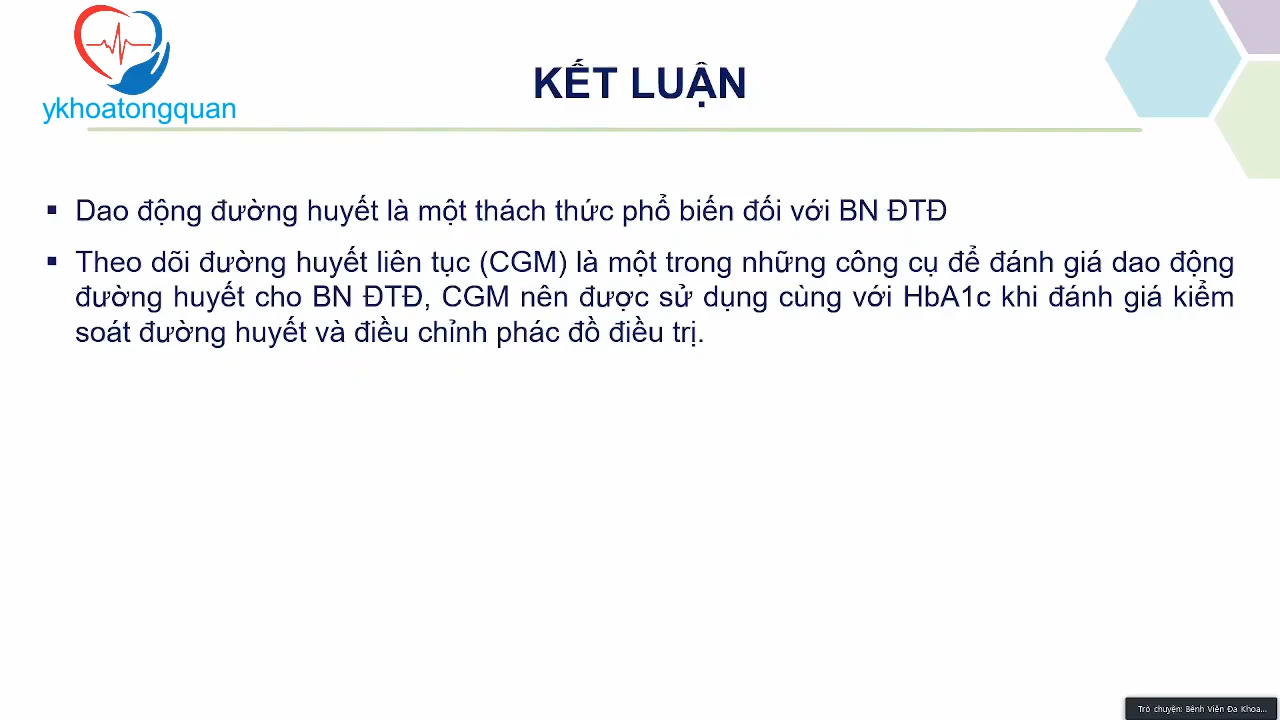 ykhoatongquan
KẾT LUẬN
▪ Dao động đường huyết là một thách thức phổ biến đối với BN ĐTĐ
▪ Theo dõi đường huyết liên tục (CGM) là một trong những công cụ để đánh giá dao động
đường huyết cho BN ĐTĐ, CGM nên được sử dụng cùng với HbA1c khi đánh giá kiểm
soát đường huyết và điều chỉnh phác đồ điều trị.
Trò chuyện: Bệnh Viện Đa Khoa...